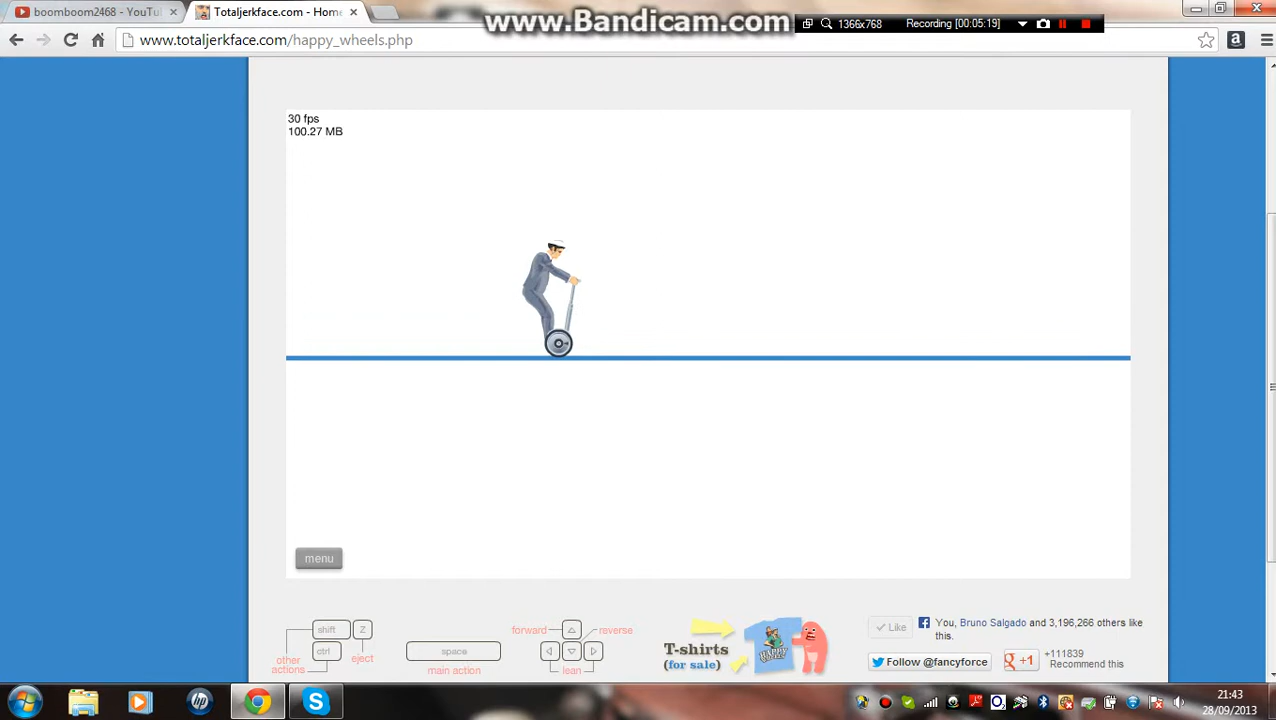 boomboom2468 - YouTu
Totaljerkface.com - Home
www.Bandicam.com
1366x768
Recording [00:05:19]
www.totaljerkface.com/happy_wheels.php
30 fps
100.27 MB
menu
shift
Z
ctrl
other
actions
eject
space
main action
forward
reverse
lean
T-shirts
(for sale)
HAPPY
WHEELS
Like
You, Bruno Salgado and 3,196,266 others like
this.
Follow @fancyforce
+1
+111839
Recommend this
21:43
28/09/2013